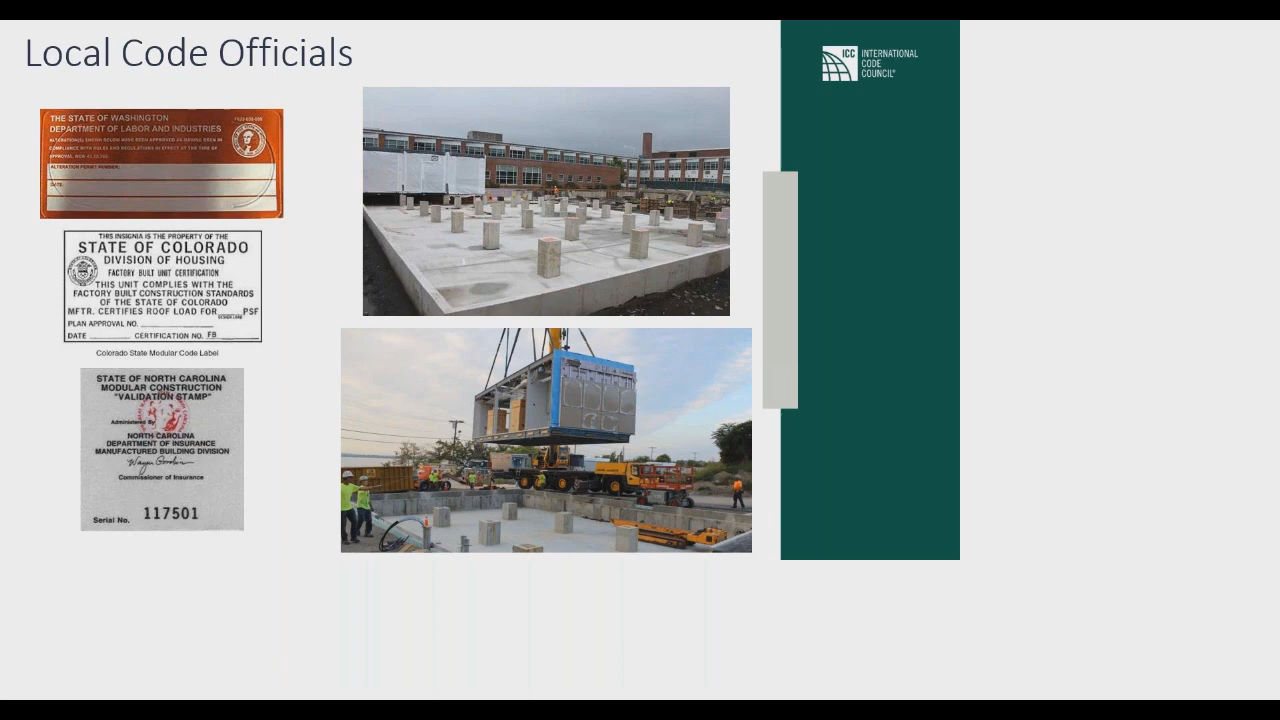 Local Code Officials
THE STATE OF WASHINGTON
DEPARTMENT OF LABOR AND INDUSTRIES
ALTERATION PERMIT NUMBER:
DATE:
THIS INSIGNIA IS THE PROPERTY OF THE
STATE OF COLORADO
DIVISION OF HOUSING
FACTORY BUILT UNIT CERTIFICATION
THIS UNIT COMPLIES WITH THE
FACTORY BUILT CONSTRUCTION STANDARDS
OF THE STATE OF COLORADO
MFTR. CERTIFIES ROOF LOAD FOR PSF
PLAN APPROVAL NO.
DATE CERTIFICATION NO. FB
Colorado State Modular Code Label
STATE OF NORTH CAROLINA
MODULAR CONSTRUCTION
"VALIDATION STAMP"
Administered By
NORTH CAROLINA
DEPARTMENT OF INSURANCE
MANUFACTURED BUILDING DIVISION
Commissioner of Insurance
Serial No. 117501
ICC INTERNATIONAL
CODE
COUNCIL®